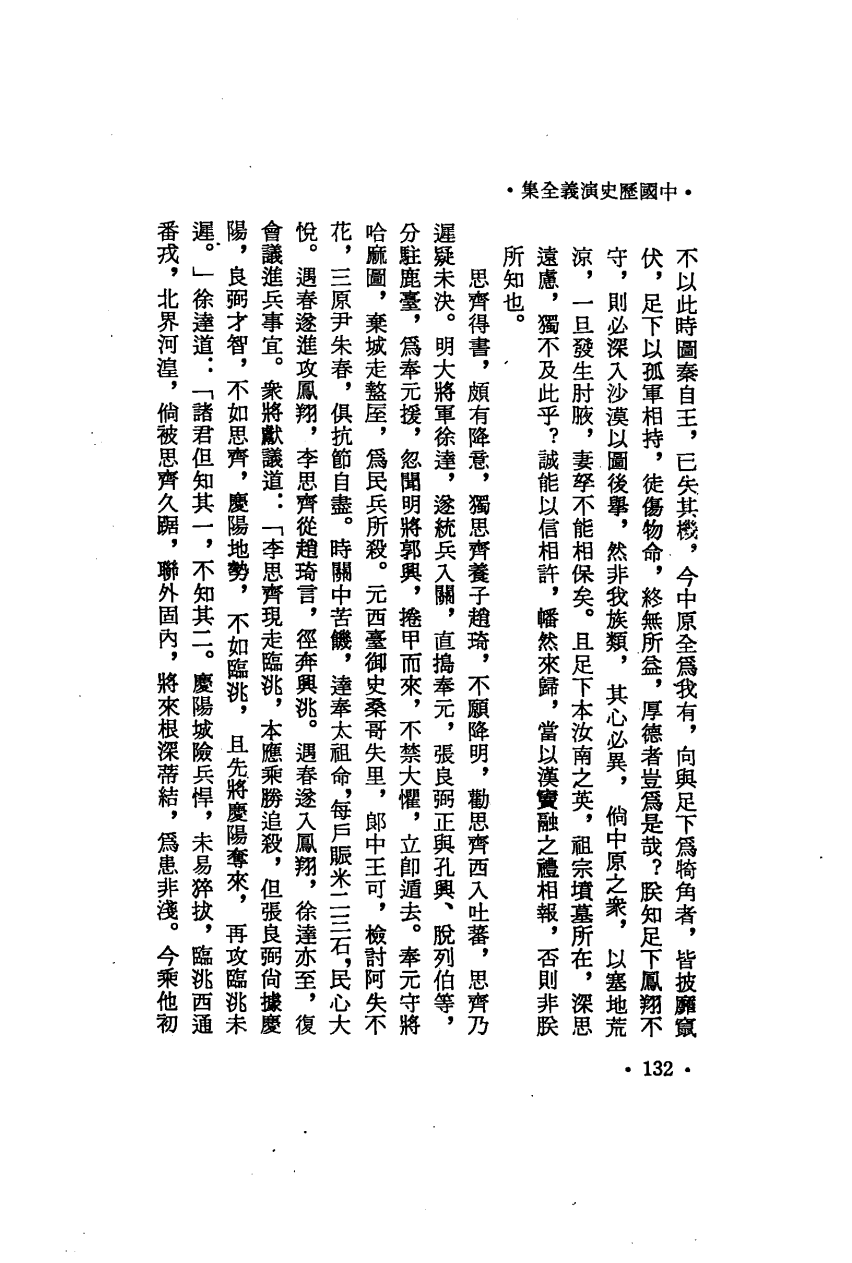 •中國歷史演義全集•
不以此時圖秦自王，已失其機，今中原全爲我有，向與足下爲犄角者，皆披靡竄
伏，足下以孤軍相持，徒傷物命，終無所益，厚德者豈爲是哉？朕知足下鳳翔不
守，則必深入沙漠以圖後舉，然非我族類，其心必異，倘中原之衆，以塞地荒
涼，一旦發生肘腋，妻孥不能相保矣。且足下本汝南之英，祖宗墳墓所在，深思
遠慮，獨不及此乎？誠能以信相許，幡然來歸，當以漢竇融之禮相報，否則非朕
所知也。
思齊得書，頗有降意，獨思齊養子趙琦，不願降明，勸思齊西入吐蕃，思齊乃
遲疑未決。明大將軍徐達，遂統兵入關，直搗奉元，張良弼正與孔興、脫列伯等，
分駐鹿臺，爲奉元援，忽聞明將郭興，捲甲而來，不禁大懼，立卽遁去。奉元守將
哈麻圖，棄城走盩厔，爲民兵所殺。元西臺御史桑哥失里，郞中王可，檢討阿失不
花，三原尹朱春，俱抗節自盡。時關中苦饑，達奉太祖命，每戶賑米二三石，民心大
悅。遇春遂進攻鳳翔，李思齊從趙琦言，徑奔興洮。遇春遂入鳳翔，徐達亦至，復
會議進兵事宜。衆將獻議道：「李思齊現走臨洮，本應乘勝追殺，但張良弼尙據慶
陽，良弼才智，不如思齊，慶陽地勢，不如臨洮，且先將慶陽奪來，再攻臨洮未
遲。」徐達道：「諸君但知其一，不知其二。慶陽城險兵悍，未易猝拔，臨洮西通
番戎，北界河湟，倘被思齊久踞，聯外固內，將來根深蒂結，爲患非淺。今乘他初
•132•